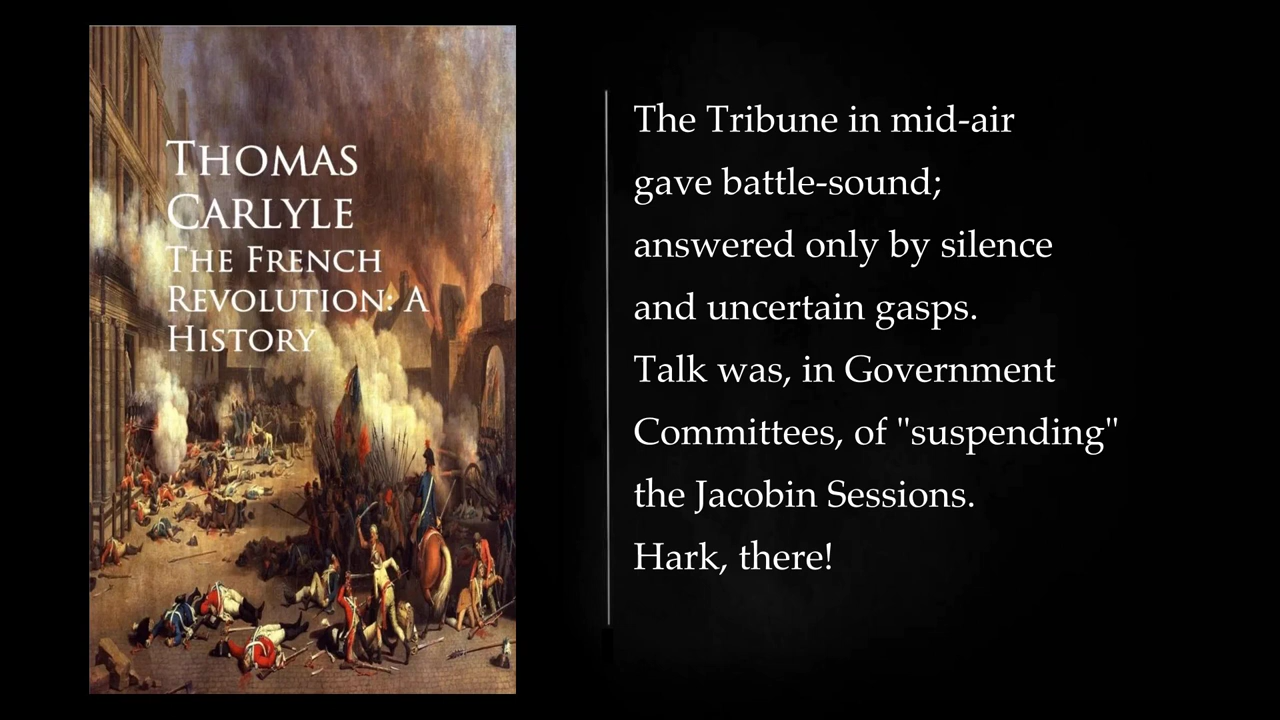 THOMAS
CARLYLE
THE FRENCH
REVOLUTION: A
HISTORY
The Tribune in mid-air
gave battle-sound;
answered only by silence
and uncertain gasps.
Talk was, in Government
Committees, of "suspending"
the Jacobin Sessions.
Hark, there!